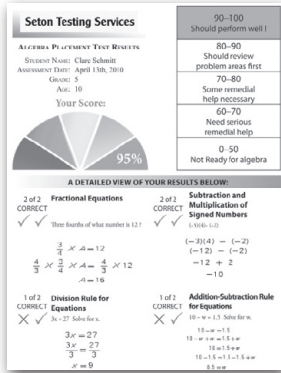 Seton Testing Services
ALGEBRA PLACEMENT TEST RESULTS
STUDENT NAME: Clare Schmitt
ASSESSMENT DATE: April 13th, 2010
GRADE: 5
AGE: 10
Your Score:
95%
90–100
Should perform well !
80–90
Should review
problem areas first
70–80
Some remedial
help necessary
60–70
Need serious
remedial help
0–50
Not Ready for algebra
A DETAILED VIEW OF YOUR RESULTS BELOW:
2 of 2
CORRECT
Fractional Equations
Three fourths of what number is 12 ?
3/4 × A = 12
4/3 × 3/4 × A = 4/3 × 12
A = 16
2 of 2
CORRECT
Subtraction and
Multiplication of
Signed Numbers
(-3)(4) - (-2)
(-3)(4) - (-2)
(-12) - (-2)
-12 + 2
-10
1 of 2
CORRECT
Division Rule for
Equations
3x = 27 Solve for x.
3x = 27
3x/3 = 27/3
x = 9
1 of 2
CORRECT
Addition-Subtraction Rule
for Equations
10 - w = 1.5 Solve for w.
10 - w = 1.5
10 - w + w = 1.5 + w
10 = 1.5 + w
10 - 1.5 = 1.5 - 1.5 + w
8.5 = w